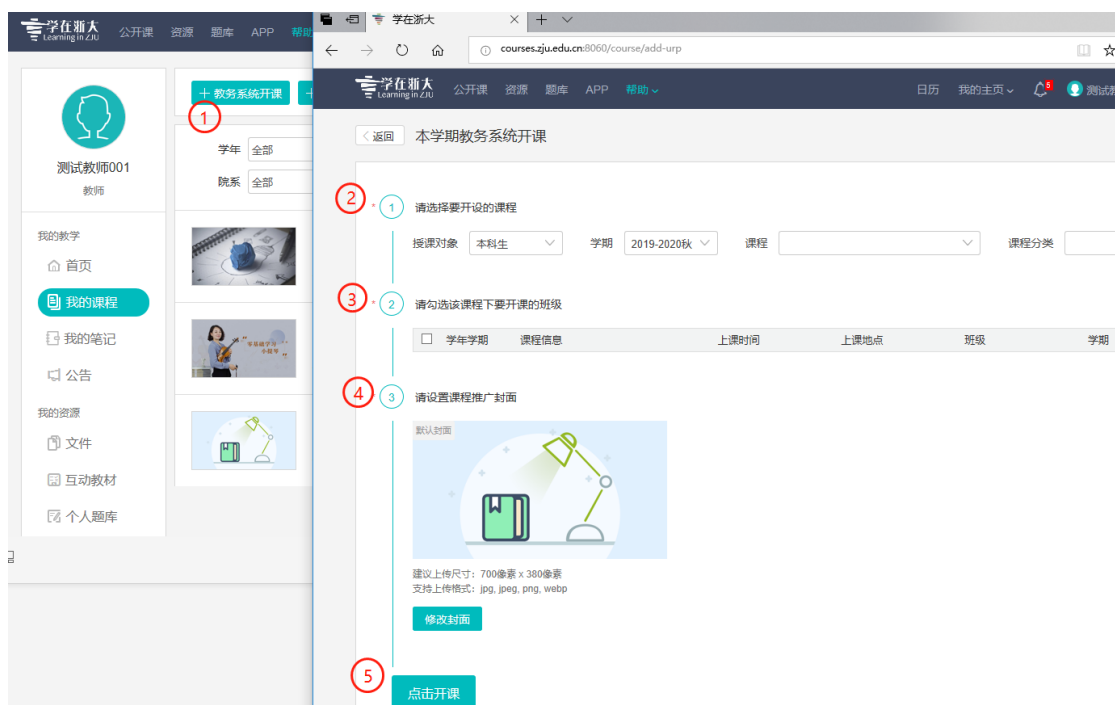 学在浙大
Learning in ZJU
公开课 资源 题库 APP 帮助
+ 教务系统开课
1
测试教师001
教师
学年 全部
院系 全部
我的教学
首页
我的课程
我的笔记
公告
我的资源
文件
互动教材
个人题库
零基础学习
小提琴
学在浙大
courses.zju.edu.cn:8060/course/add-urp
学在浙大
Learning in ZJU
公开课 资源 题库 APP 帮助
日历 我的主页 5 测试教
<返回 本学期教务系统开课
2 * 1 请选择要开设的课程
授课对象 本科生 学期 2019-2020秋 课程 课程分类
3 * 2 请勾选该课程下要开课的班级
学年学期 课程信息 上课时间 上课地点 班级 学期
4 3 请设置课程推广封面
默认封面
建议上传尺寸：700像素 x 380像素
支持上传格式：jpg, jpeg, png, webp
修改封面
5
点击开课